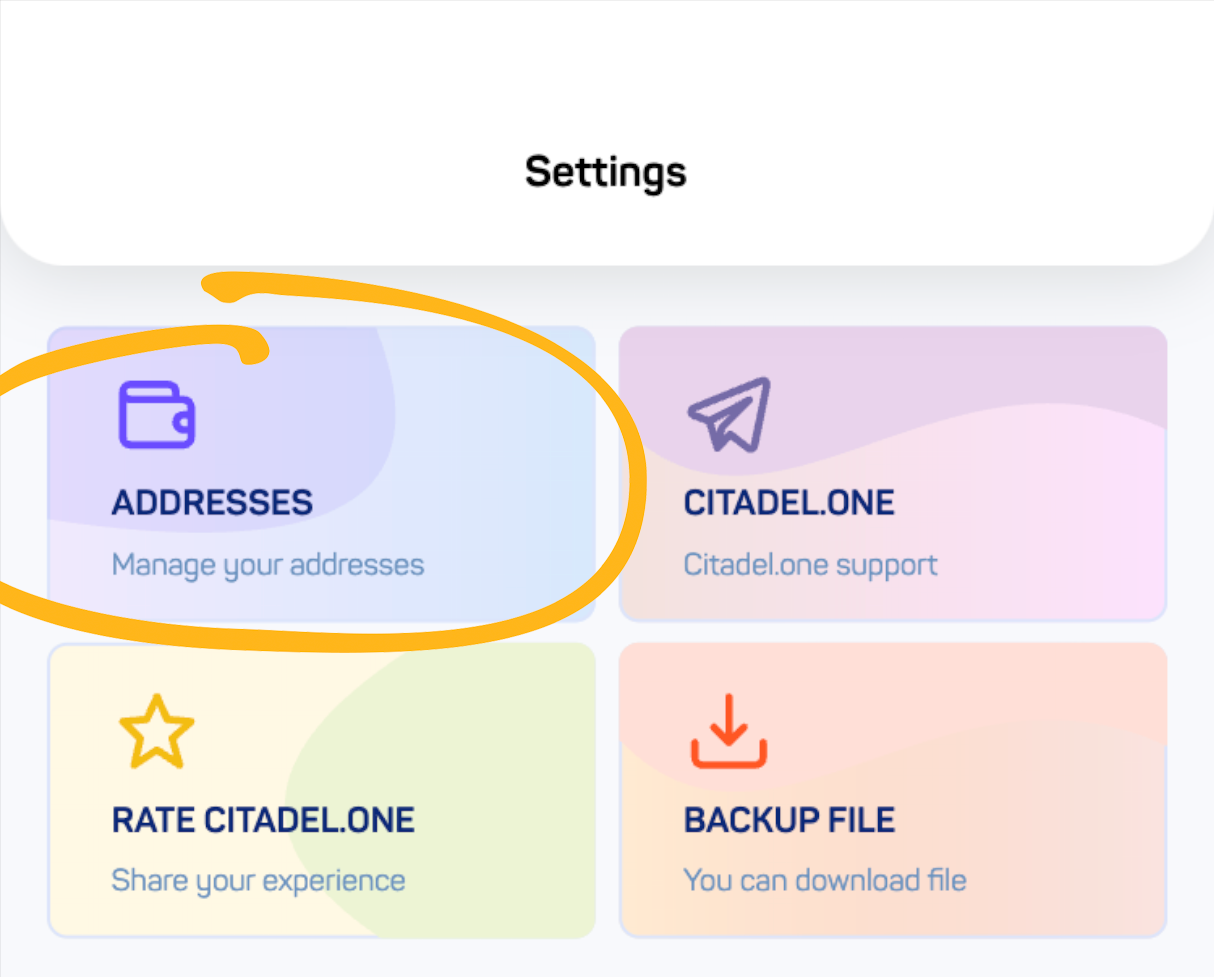 Settings
ADDRESSES
Manage your addresses
CITADEL.ONE
Citadel.one support
RATE CITADEL.ONE
Share your experience
BACKUP FILE
You can download file